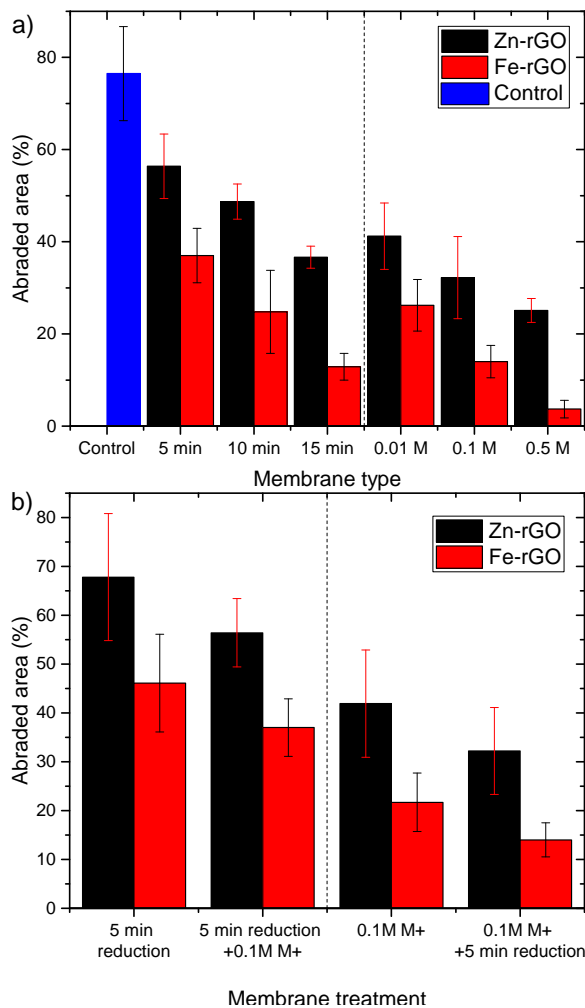 a)
Zn-rGO
Fe-rGO
Control
Abraded area (%)
80
60
40
20
0
Control 5 min 10 min 15 min 0.01 M 0.1 M 0.5 M
Membrane type
b)
Zn-rGO
Fe-rGO
Abraded area (%)
80
70
60
50
40
30
20
10
0
5 min
reduction
5 min reduction
+0.1M M+
0.1M M+
0.1M M+
+5 min reduction
Membrane treatment